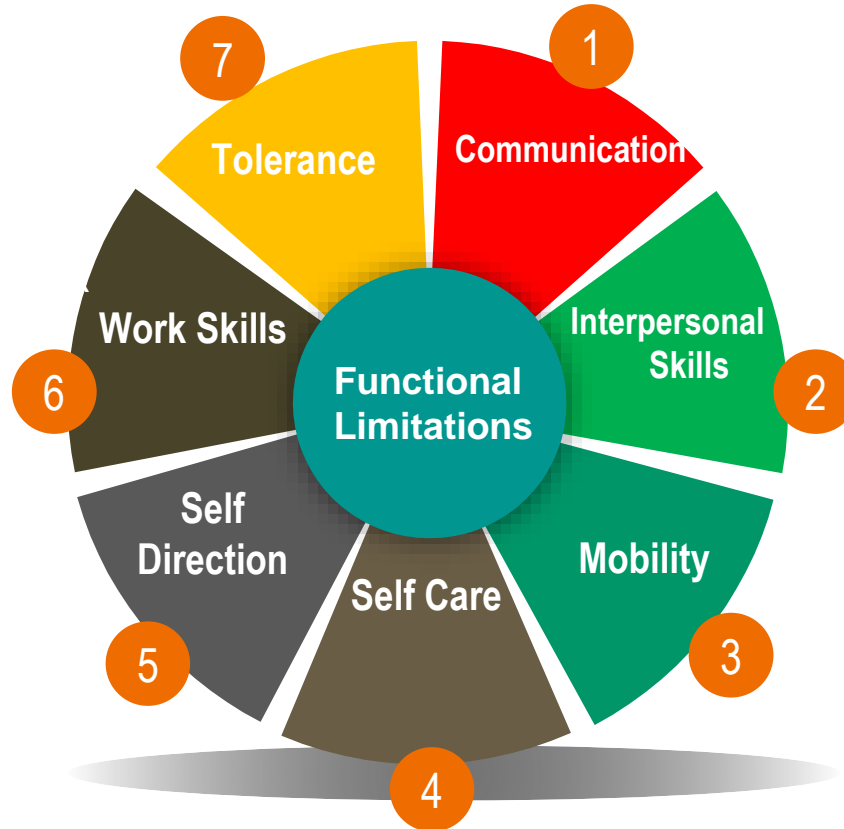 Functional
Limitations
1
Communication
2
Interpersonal
Skills
3
Mobility
4
Self Care
5
Self
Direction
6
Work Skills
7
Tolerance